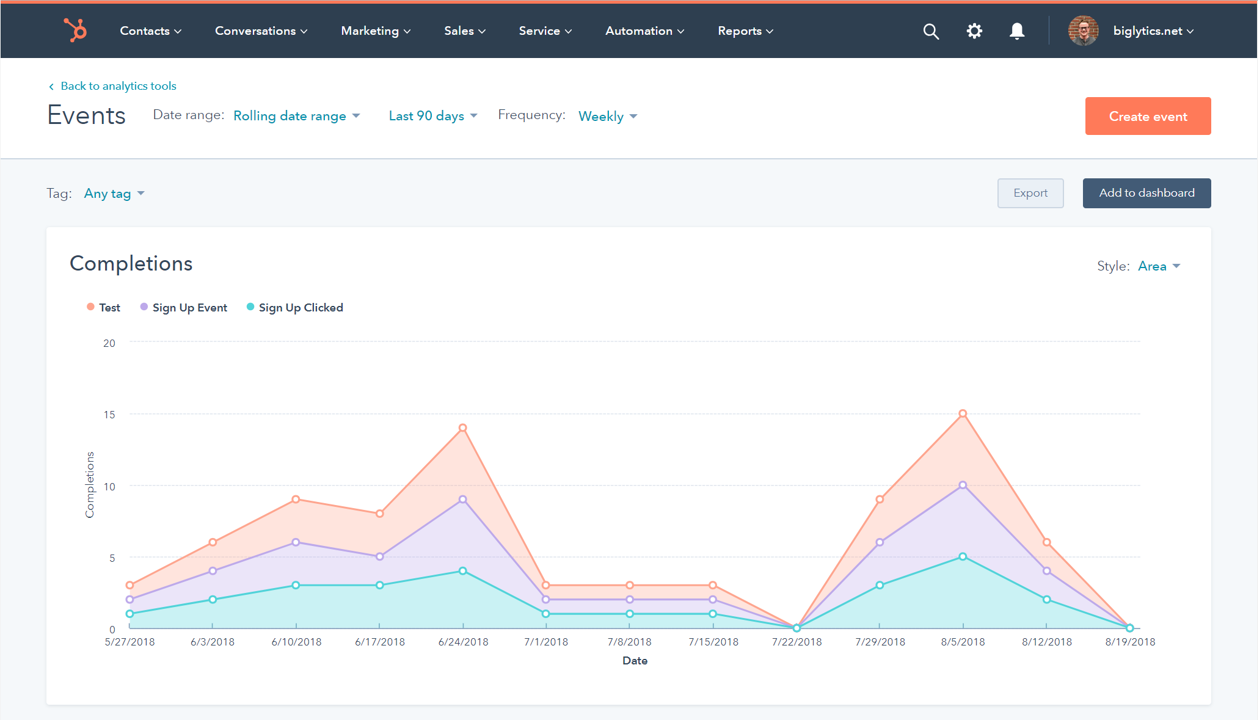 Contacts Conversations Marketing Sales Service Automation Reports biglytics.net
Back to analytics tools
Events Date range: Rolling date range Last 90 days Frequency: Weekly Create event
Tag: Any tag Export Add to dashboard
Completions
Style: Area
Test Sign Up Event Sign Up Clicked
20
15
10
5
0
Completions
5/27/2018 6/3/2018 6/10/2018 6/17/2018 6/24/2018 7/1/2018 7/8/2018 7/15/2018 7/22/2018 7/29/2018 8/5/2018 8/12/2018 8/19/2018
Date